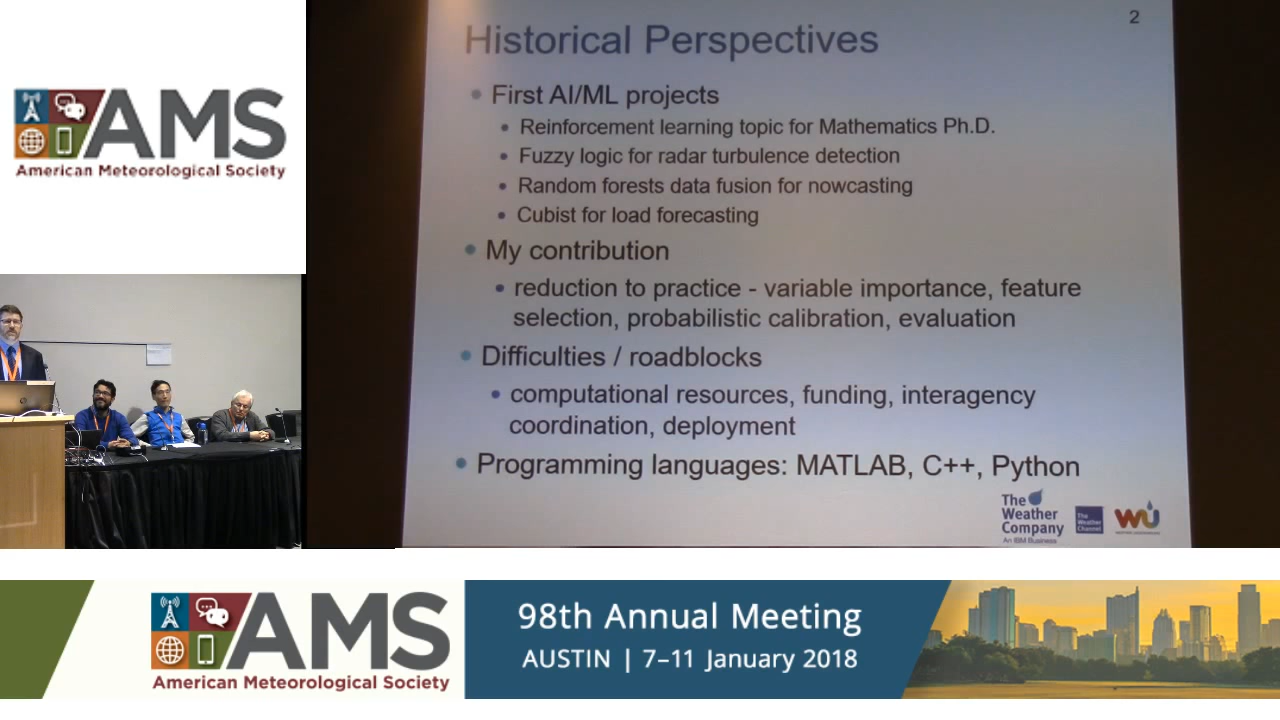 AMS
American Meteorological Society
2
Historical Perspectives
First AI/ML projects
Reinforcement learning topic for Mathematics Ph.D.
Fuzzy logic for radar turbulence detection
Random forests data fusion for nowcasting
Cubist for load forecasting
My contribution
reduction to practice - variable importance, feature
selection, probabilistic calibration, evaluation
Difficulties / roadblocks
computational resources, funding, interagency
coordination, deployment
Programming languages: MATLAB, C++, Python
The
Weather
Company
An IBM Business
The
Weather
Channel
WU
AMS
American Meteorological Society
98th Annual Meeting
AUSTIN | 7–11 January 2018